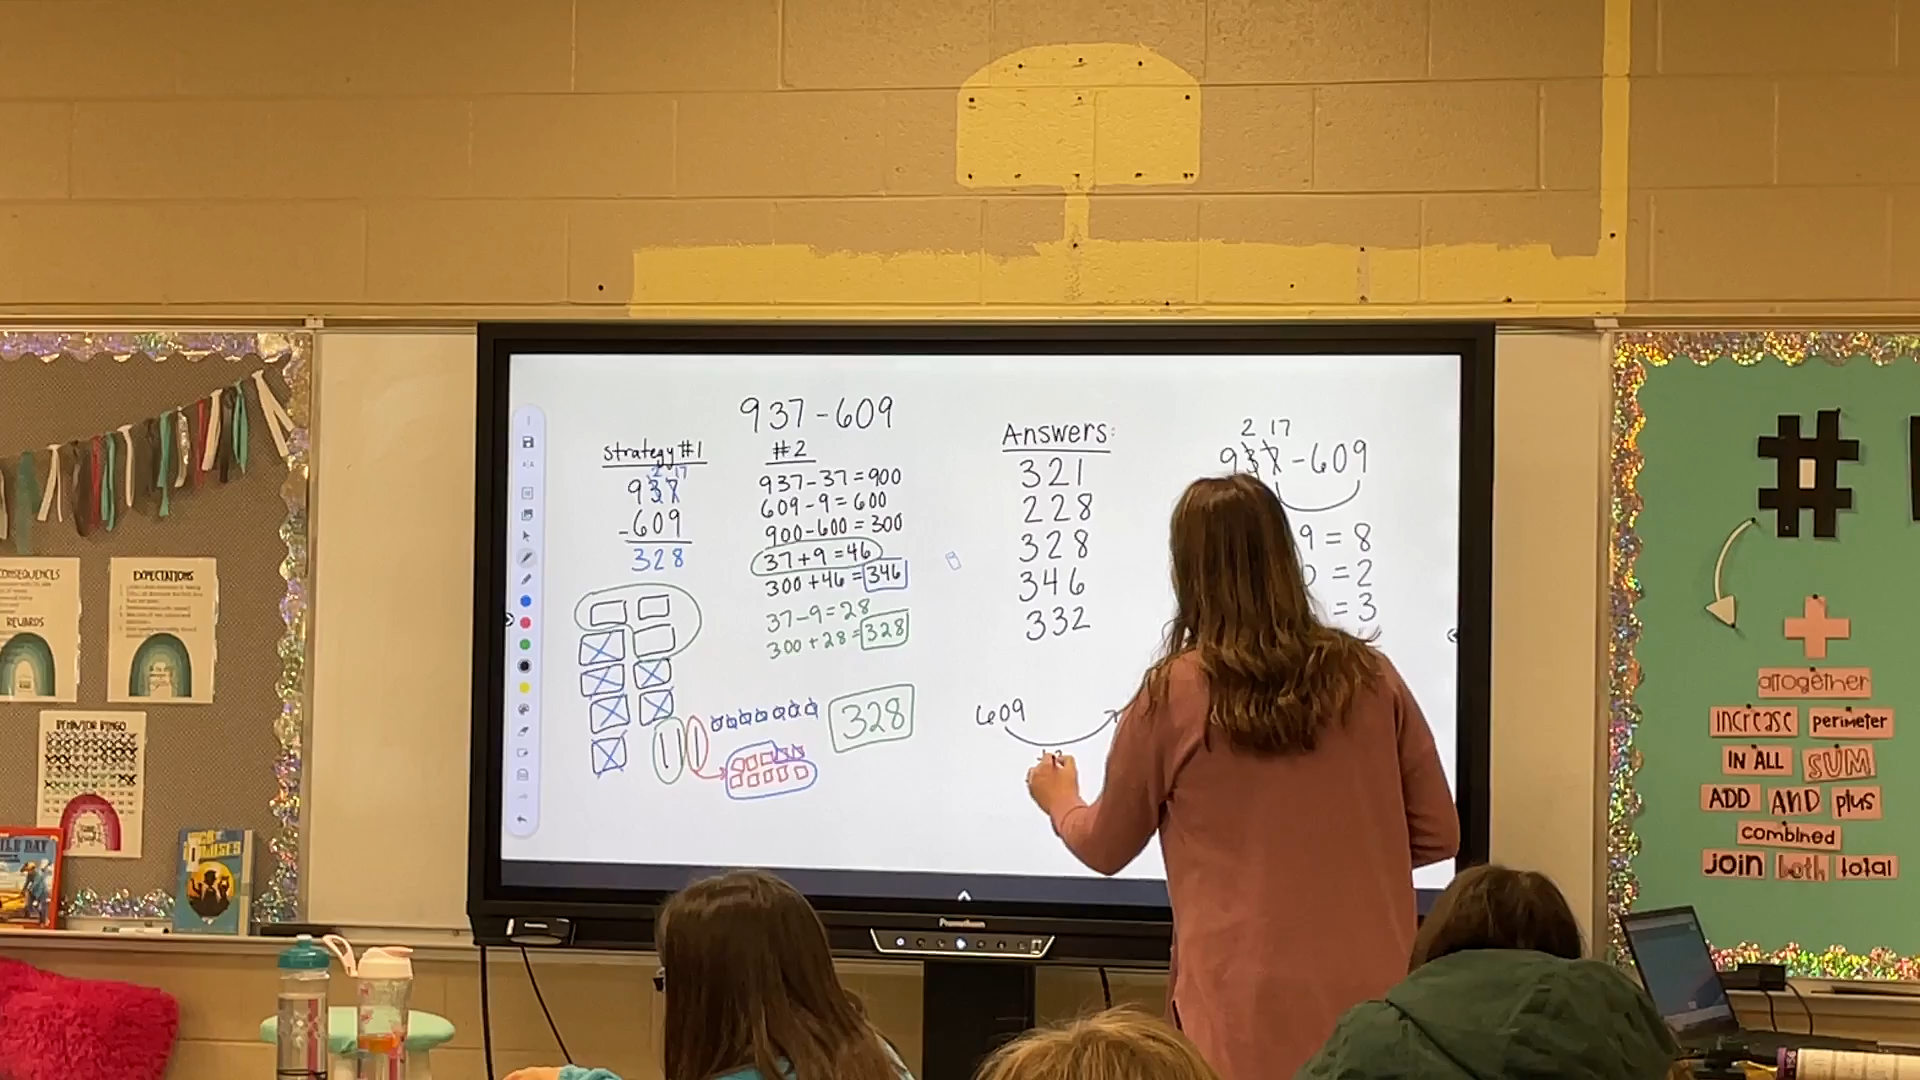 937-609
Strategy #1
2 17
937
-609
328
#2
937-37=900
609-9=600
900-600=300
37+9=46
300+46=346
37-9=28
300+28=328
328
Answers:
321
228
328
346
332
2 17
937-609
9=8
=2
=3
609
Promethean
CONSEQUENCES
REWARDS
EXPECTATIONS
BEHAVIOR BINGO
#
+
altogether
increase perimeter
IN ALL SUM
ADD AND plus
combined
join both total